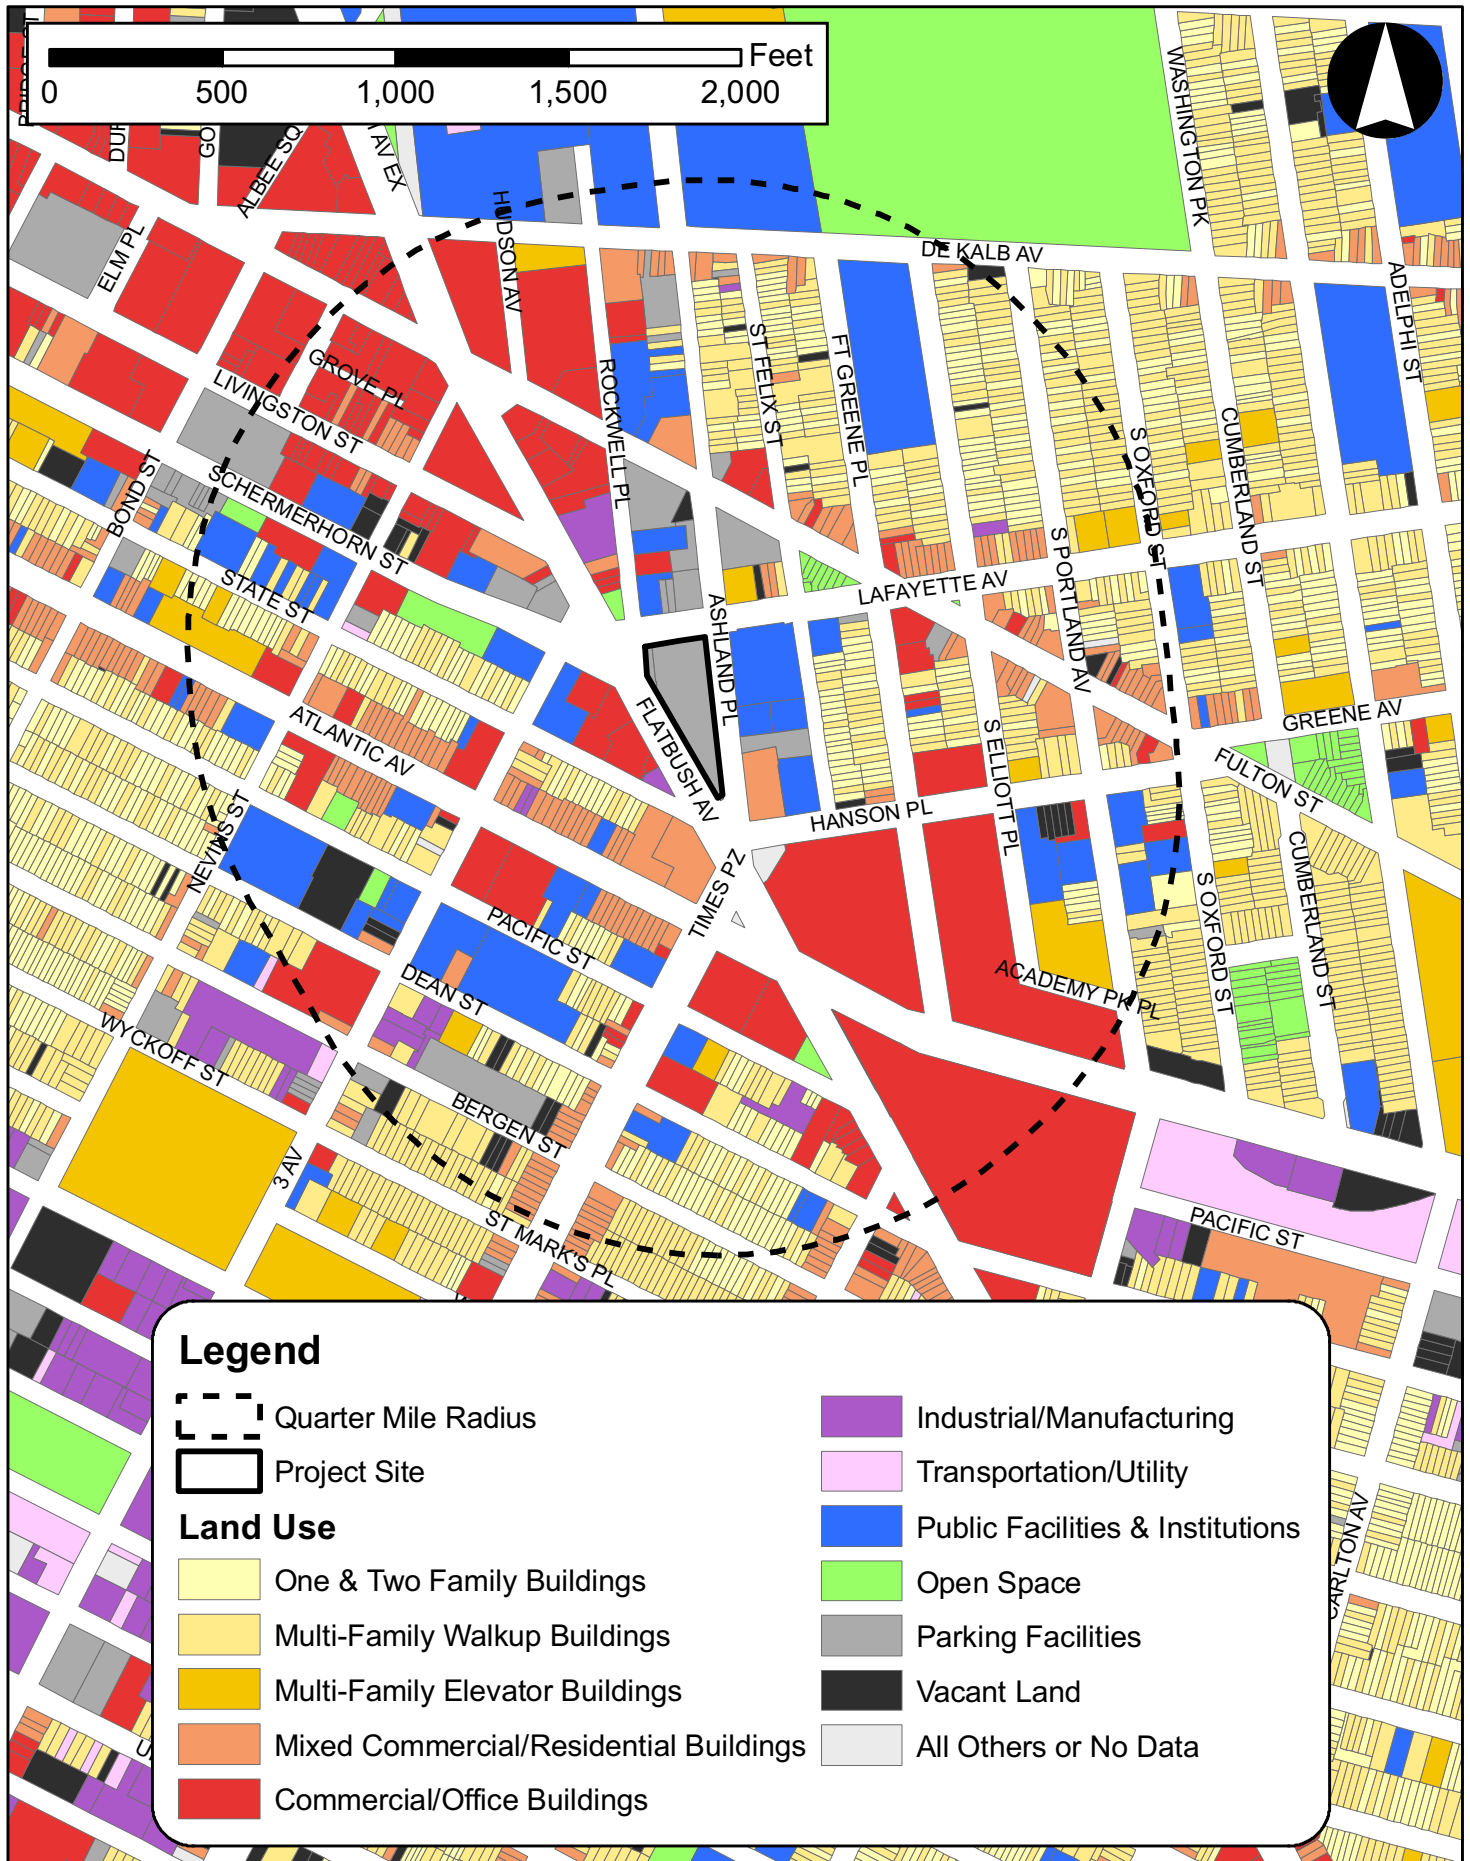 Feet
0 500 1,000 1,500 2,000
ALBEE SQ
AV EX
WASHINGTON PK
HUDSON AV
ELM PL
DE KALB AV
ADELPHI ST
ST FELIX ST
FT GREENE PL
GROVE PL
LIVINGSTON ST
ROCKWELL PL
CUMBERLAND ST
S OXFORD ST
BOND ST
SCHERMERHORN ST
S PORTLAND AV
STATE ST
LAFAYETTE AV
ASHLAND PL
FLATBUSH AV
ATLANTIC AV
GREENE AV
S ELLIOTT PL
FULTON ST
NEVINS ST
HANSON PL
TIMES PZ
CUMBERLAND ST
S OXFORD ST
PACIFIC ST
DEAN ST
ACADEMY PK PL
WYCKOFF ST
BERGEN ST
3 AV
ST MARK'S PL
PACIFIC ST
CARLTON AV
Legend
Quarter Mile Radius
Project Site
Land Use
One & Two Family Buildings
Multi-Family Walkup Buildings
Multi-Family Elevator Buildings
Mixed Commercial/Residential Buildings
Commercial/Office Buildings
Industrial/Manufacturing
Transportation/Utility
Public Facilities & Institutions
Open Space
Parking Facilities
Vacant Land
All Others or No Data